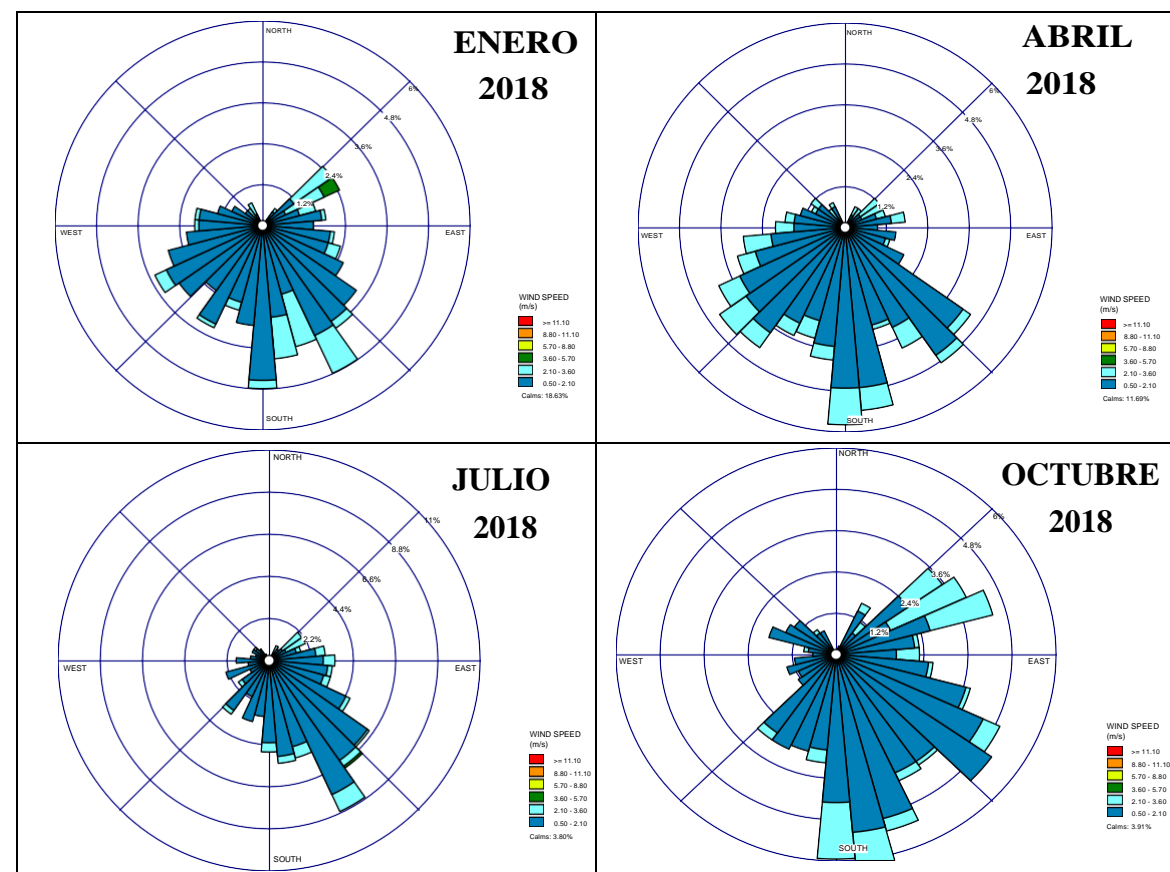 NORTH
ENERO
2018
6%
4.8%
3.6%
2.4%
1.2%
WEST
EAST
SOUTH
WIND SPEED
(m/s)
>= 11.10
8.80 - 11.10
5.70 - 8.80
3.60 - 5.70
2.10 - 3.60
0.50 - 2.10
Calms: 18.63%
NORTH
ABRIL
2018
6%
4.8%
3.6%
2.4%
1.2%
WEST
EAST
SOUTH
WIND SPEED
(m/s)
>= 11.10
8.80 - 11.10
5.70 - 8.80
3.60 - 5.70
2.10 - 3.60
0.50 - 2.10
Calms: 11.69%
NORTH
JULIO
2018
11%
8.8%
6.6%
4.4%
2.2%
WEST
EAST
SOUTH
WIND SPEED
(m/s)
>= 11.10
8.80 - 11.10
5.70 - 8.80
3.60 - 5.70
2.10 - 3.60
0.50 - 2.10
Calms: 3.80%
NORTH
OCTUBRE
2018
6%
4.8%
3.6%
2.4%
1.2%
WEST
EAST
SOUTH
WIND SPEED
(m/s)
>= 11.10
8.80 - 11.10
5.70 - 8.80
3.60 - 5.70
2.10 - 3.60
0.50 - 2.10
Calms: 3.91%